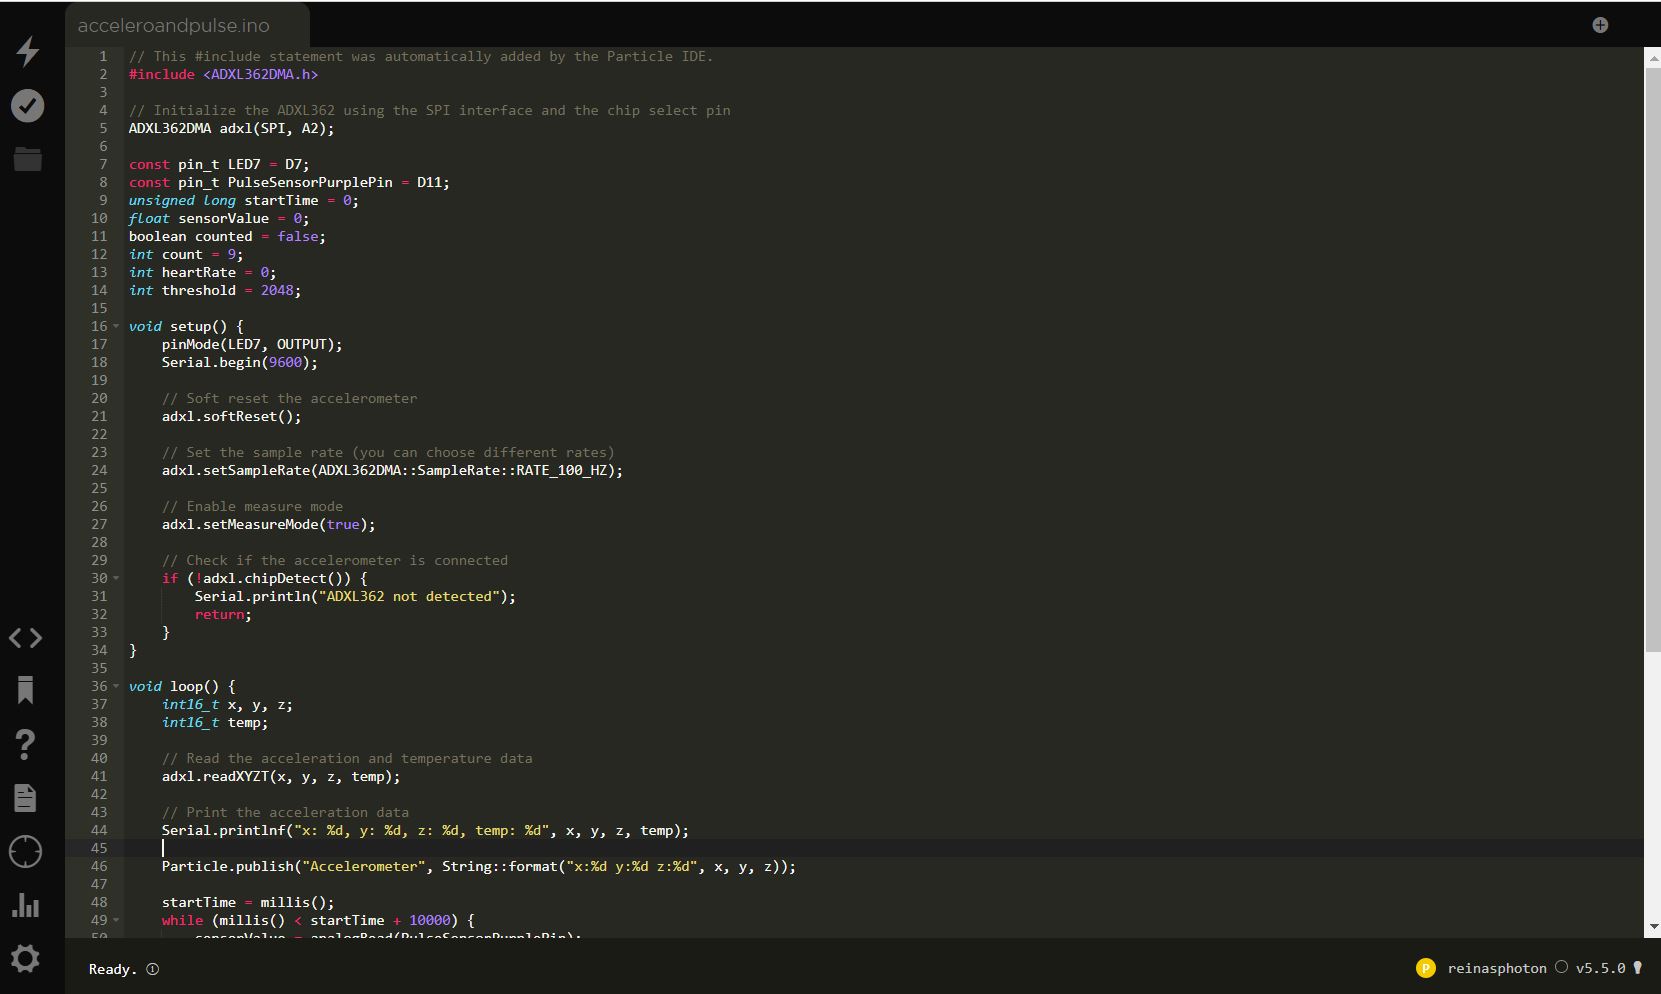 acceleroandpulse.ino
1 // This #include statement was automatically added by the Particle IDE.
2 #include <ADXL362DMA.h>
3
4 // Initialize the ADXL362 using the SPI interface and the chip select pin
5 ADXL362DMA adxl(SPI, A2);
6
7 const pin_t LED7 = D7;
8 const pin_t PulseSensorPurplePin = D11;
9 unsigned long startTime = 0;
10 float sensorValue = 0;
11 boolean counted = false;
12 int count = 9;
13 int heartRate = 0;
14 int threshold = 2048;
15
16 void setup() {
17 pinMode(LED7, OUTPUT);
18 Serial.begin(9600);
19
20 // Soft reset the accelerometer
21 adxl.softReset();
22
23 // Set the sample rate (you can choose different rates)
24 adxl.setSampleRate(ADXL362DMA::SampleRate::RATE_100_HZ);
25
26 // Enable measure mode
27 adxl.setMeasureMode(true);
28
29 // Check if the accelerometer is connected
30 if (!adxl.chipDetect()) {
31 Serial.println("ADXL362 not detected");
32 return;
33 }
34 }
35
36 void loop() {
37 int16_t x, y, z;
38 int16_t temp;
39
40 // Read the acceleration and temperature data
41 adxl.readXYZT(x, y, z, temp);
42
43 // Print the acceleration data
44 Serial.printlnf("x: %d, y: %d, z: %d, temp: %d", x, y, z, temp);
45
46 Particle.publish("Accelerometer", String::format("x:%d y:%d z:%d", x, y, z));
47
48 startTime = millis();
49 while (millis() < startTime + 10000) {
50 sensorValue = analogRead(PulseSensorPurplePin);
Ready.
P reinasphoton v5.5.0